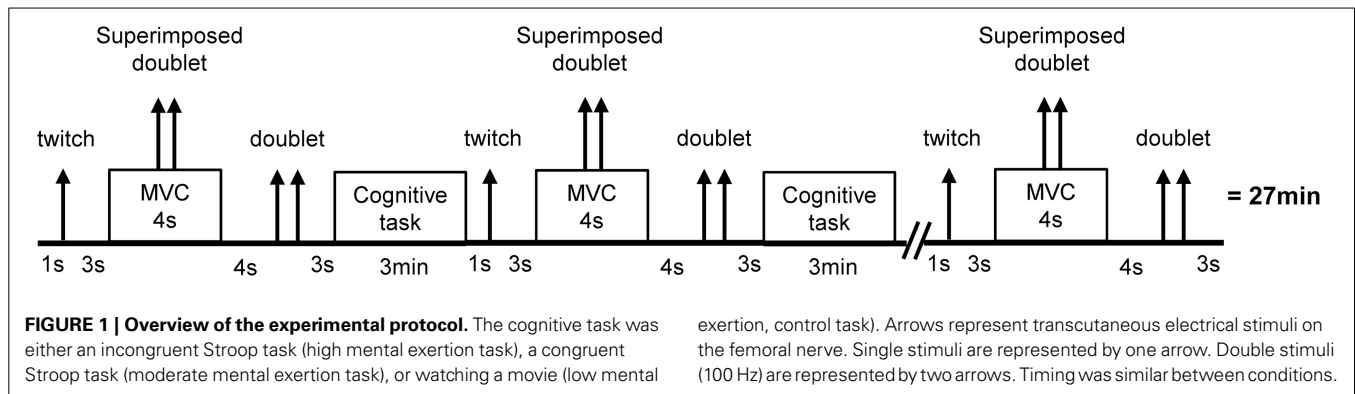 Superimposed
doublet
Superimposed
doublet
Superimposed
doublet
twitch
doublet
twitch
doublet
twitch
doublet
MVC
4s
Cognitive
task
MVC
4s
Cognitive
task
MVC
4s
= 27min
1s 3s 4s 3s 3min 1s 3s 4s 3s 3min 1s 3s 4s 3s
FIGURE 1 | Overview of the experimental protocol. The cognitive task was
either an incongruent Stroop task (high mental exertion task), a congruent
Stroop task (moderate mental exertion task), or watching a movie (low mental
exertion, control task). Arrows represent transcutaneous electrical stimuli on
the femoral nerve. Single stimuli are represented by one arrow. Double stimuli
(100 Hz) are represented by two arrows. Timing was similar between conditions.